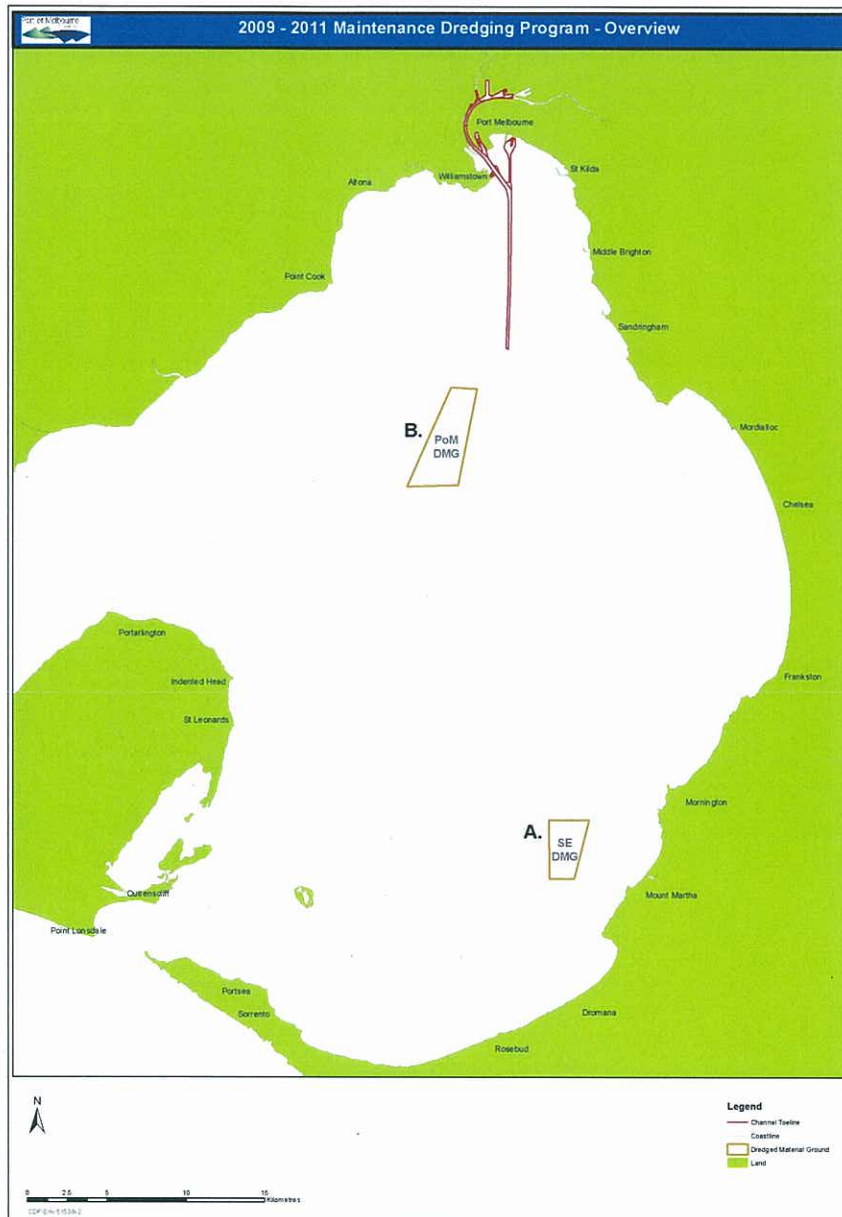 Port of Melbourne
2009 - 2011 Maintenance Dredging Program - Overview
Port Melbourne
St Kilda
Williamstown
Altona
Middle Brighton
Point Cook
Sandringham
B.
PoM
DMG
Mordialloc
Chelsea
Portarlington
Indented Head
Frankston
St Leonards
Mornington
A.
SE
DMG
Queenscliff
Mount Martha
Point Lonsdale
Portsea
Sorrento
Dromana
Rosebud
N
Legend
Channel Toeline
Coastline
Dredged Material Ground
Land
0 2.5 5 10 15
Kilometres